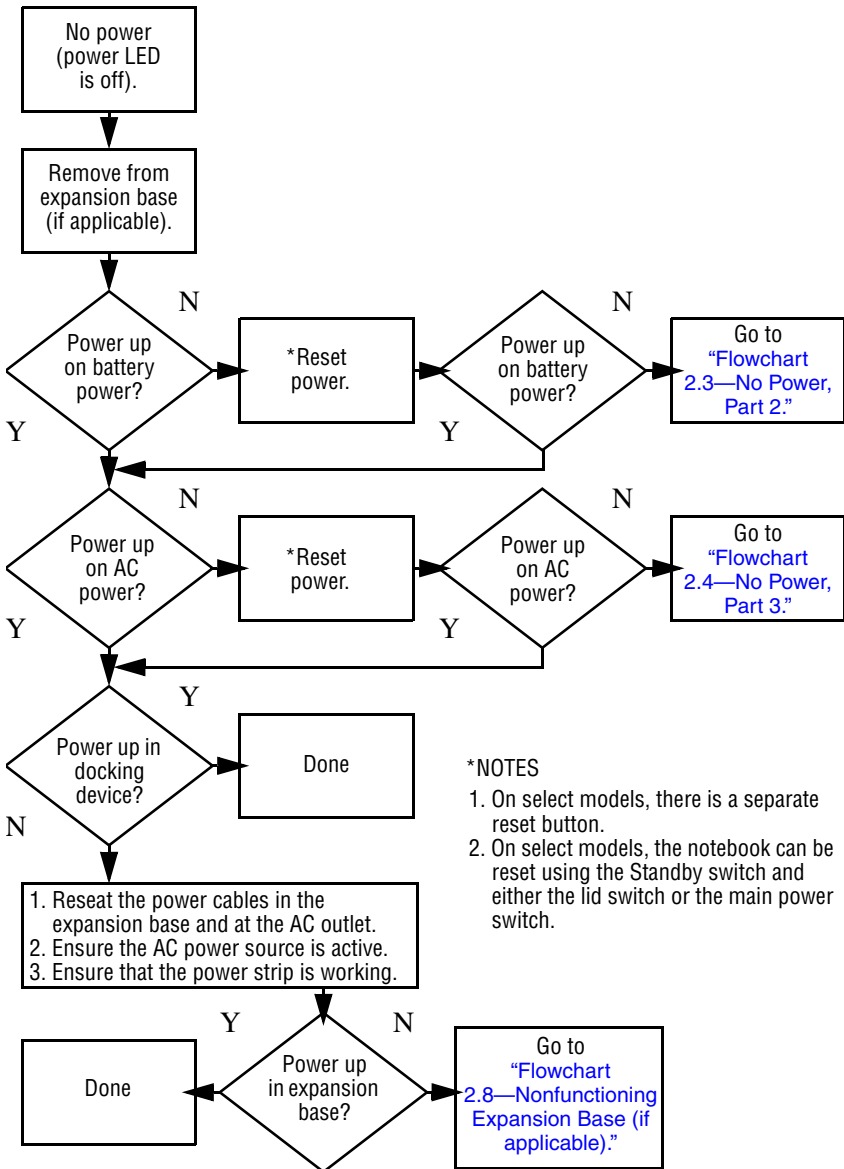 No power
(power LED
is off).
Remove from
expansion base
(if applicable).
N
N
Power up
on battery
power?
*Reset
power.
Power up
on battery
power?
Go to
“Flowchart
2.3—No Power,
Part 2.”
Y
Y
N
N
Power up
on AC
power?
*Reset
power.
Power up
on AC
power?
Go to
“Flowchart
2.4—No Power,
Part 3.”
Y
Y
Y
Power up in
docking
device?
Done
N
*NOTES
1. On select models, there is a separate
reset button.
2. On select models, the notebook can be
reset using the Standby switch and
either the lid switch or the main power
switch.
1. Reseat the power cables in the
expansion base and at the AC outlet.
2. Ensure the AC power source is active.
3. Ensure that the power strip is working.
Y
N
Done
Power up
in expansion
base?
Go to
“Flowchart
2.8—Nonfunctioning
Expansion Base (if
applicable).”